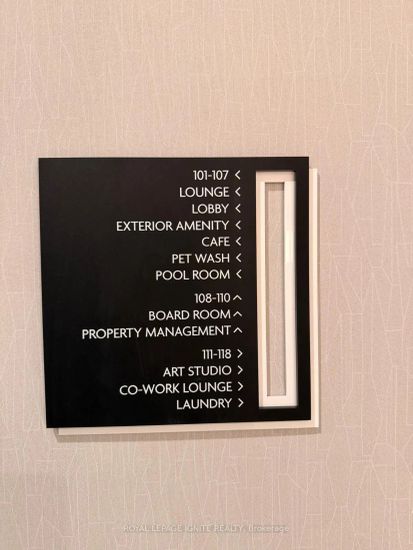 101-107 <
LOUNGE <
LOBBY <
EXTERIOR AMENITY <
CAFE <
PET WASH <
POOL ROOM <
108-110 ^
BOARD ROOM ^
PROPERTY MANAGEMENT ^
111-118 >
ART STUDIO >
CO-WORK LOUNGE >
LAUNDRY >
ROYAL LEPAGE IGNITE REALTY, Brokerage